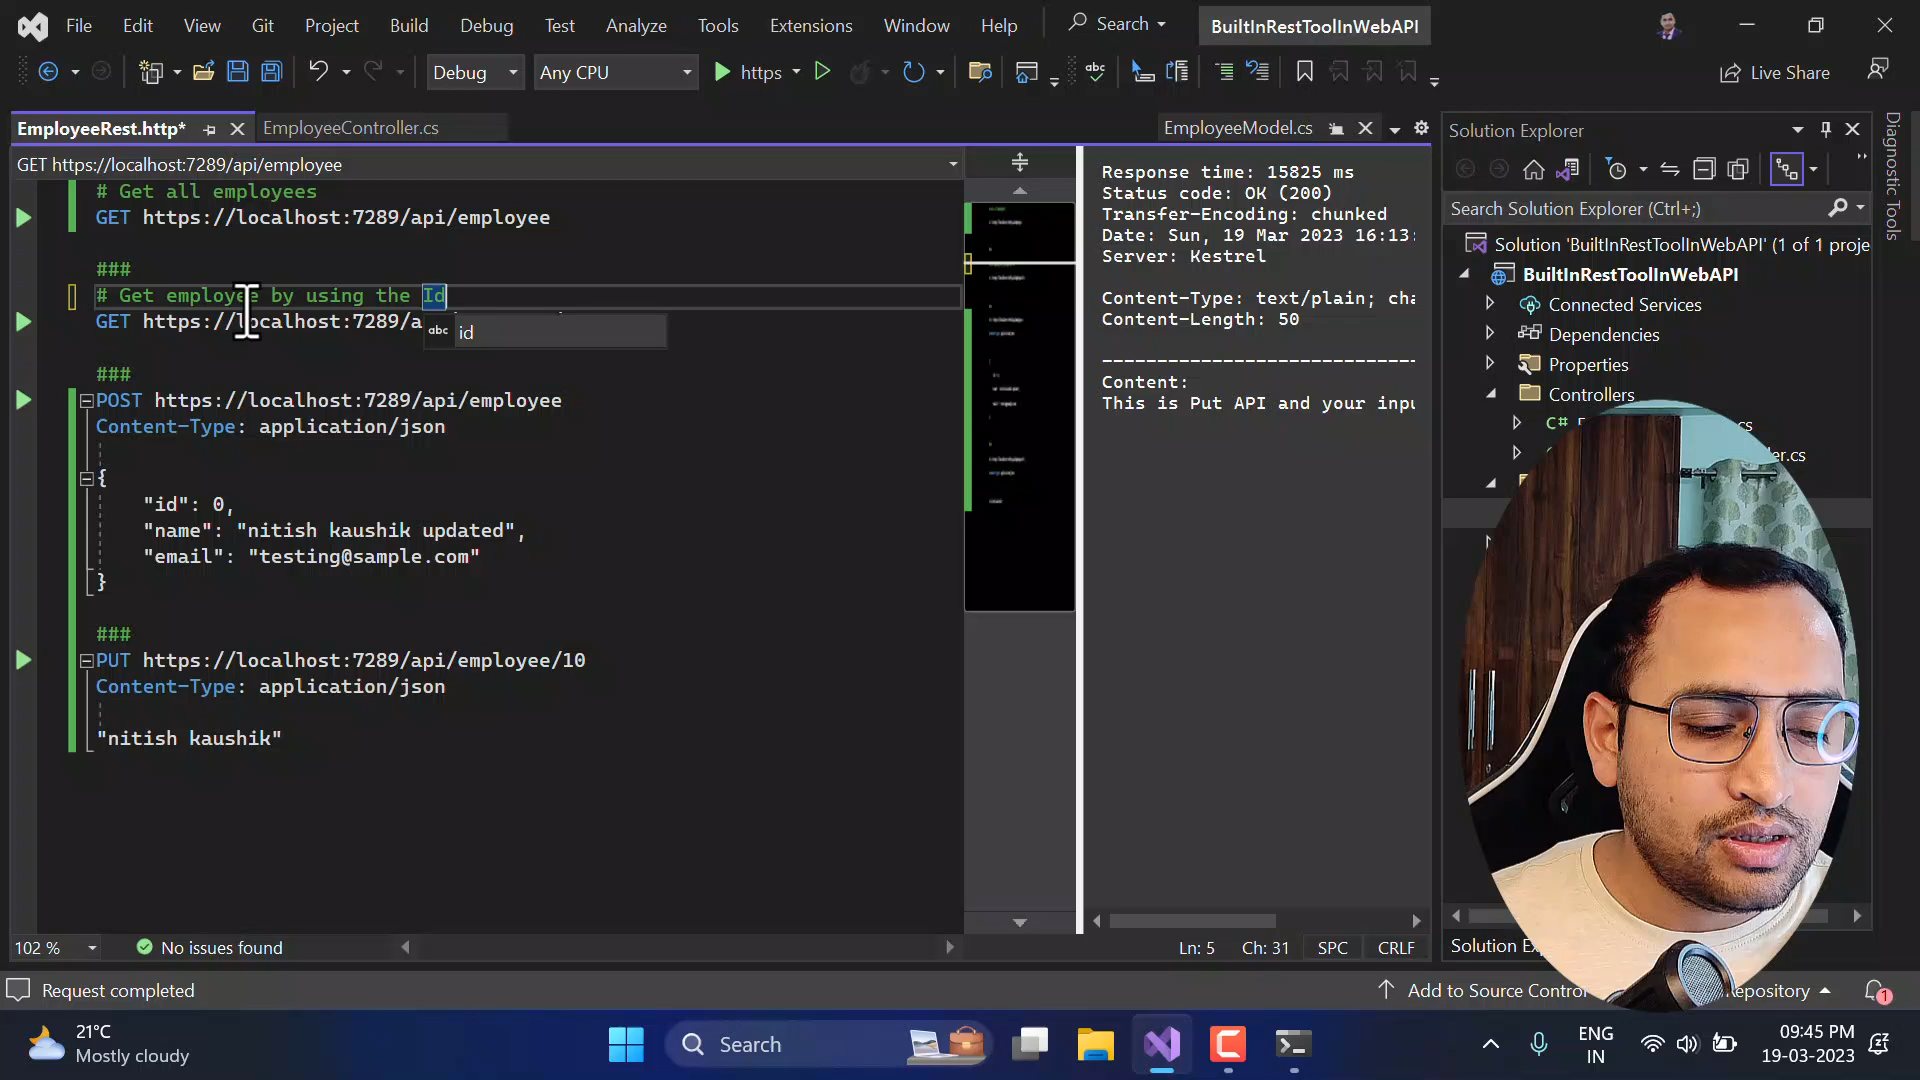 File Edit View Git Project Build Debug Test Analyze Tools Extensions Window Help Search BuiltInRestToolInWebAPI
Debug Any CPU https Live Share
EmployeeRest.http* EmployeeController.cs EmployeeModel.cs
GET https://localhost:7289/api/employee
# Get all employees
GET https://localhost:7289/api/employee
###
# Get employee by using the Id
GET https://localhost:7289/a
abc id
###
POST https://localhost:7289/api/employee
Content-Type: application/json
{
"id": 0,
"name": "nitish kaushik updated",
"email": "testing@sample.com"
}
###
PUT https://localhost:7289/api/employee/10
Content-Type: application/json
"nitish kaushik"
102 % No issues found Ln: 5 Ch: 31 SPC CRLF
Response time: 15825 ms
Status code: OK (200)
Transfer-Encoding: chunked
Date: Sun, 19 Mar 2023 16:13:
Server: Kestrel
Content-Type: text/plain; cha
Content-Length: 50
------------------------------
Content:
This is Put API and your inpu
Solution Explorer
Search Solution Explorer (Ctrl+;)
Solution 'BuiltInRestToolInWebAPI' (1 of 1 proje
BuiltInRestToolInWebAPI
Connected Services
Dependencies
Properties
Controllers
C#
cs
ller.cs
Solution Ex
Diagnostic Tools
Request completed Add to Source Control epository 1
21°C
Mostly cloudy
Search
ENG
IN
09:45 PM
19-03-2023